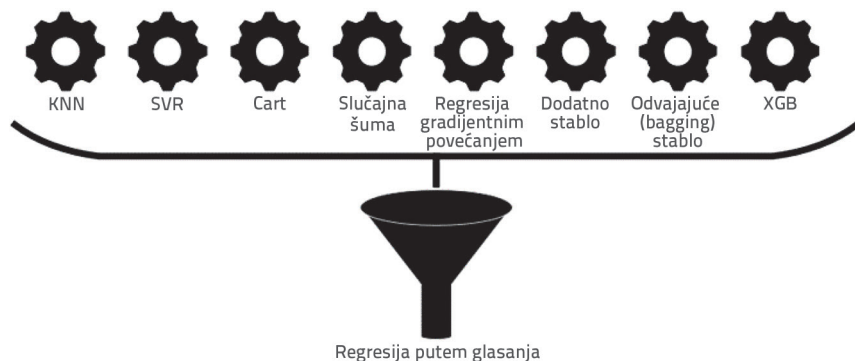 KNN
SVR
Cart
Slučajna
šuma
Regresija
gradijentnim
povećanjem
Dodatno
stablo
Odvajajuće
(bagging)
stablo
XGB
Regresija putem glasanja